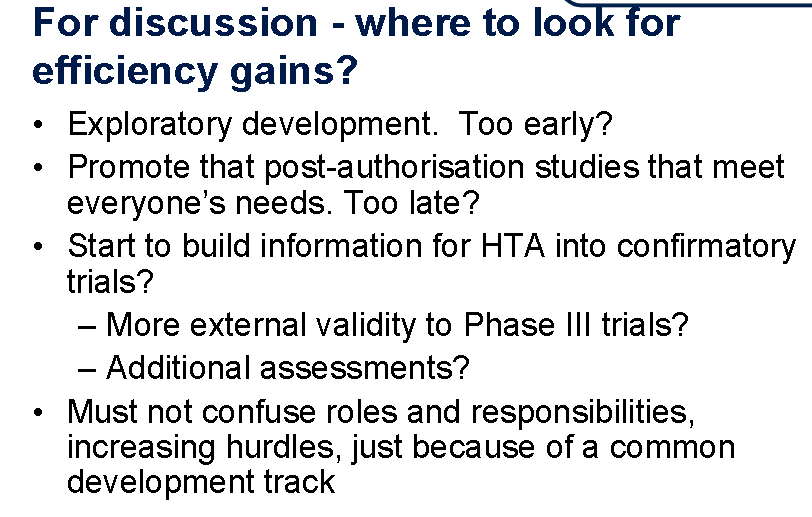 For discussion - where to look for
efficiency gains?
• Exploratory development.  Too early?
• Promote that post-authorisation studies that meet
everyone's needs. Too late?
• Start to build information for HTA into confirmatory
trials?
– More external validity to Phase III trials?
– Additional assessments?
• Must not confuse roles and responsibilities,
increasing hurdles, just because of a common
development track